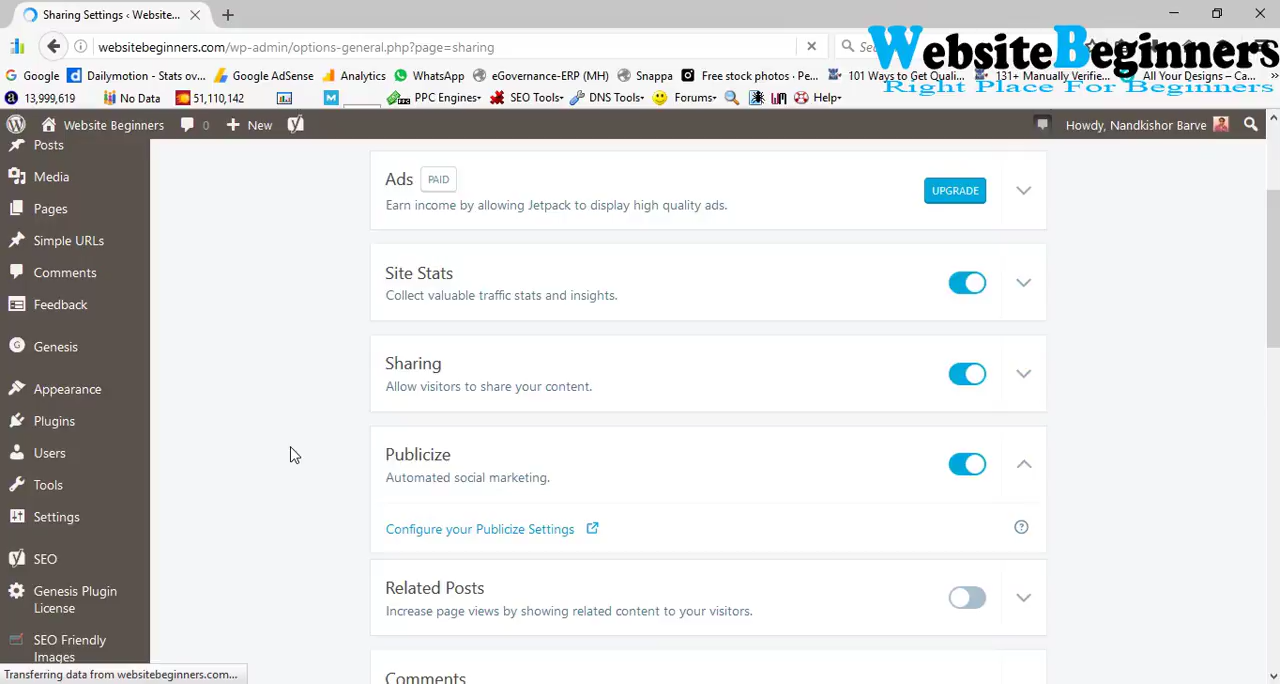 Sharing Settings ‹ Website...
websitebeginners.com/wp-admin/options-general.php?page=sharing
WebsiteBeginners
Right Place For Beginners
Google Dailymotion - Stats ov... Google AdSense Analytics WhatsApp eGovernance-ERP (MH) Snappa Free stock photos · Pe... 101 Ways to Get Quali... 131+ Manually Verifie... All Your Designs – Ca...
13,999,619 No Data 51,110,142 PPC Engines SEO Tools DNS Tools Forums Help
Website Beginners 0 New
Howdy, Nandkishor Barve
Posts
Media
Pages
Simple URLs
Comments
Feedback
Genesis
Appearance
Plugins
Users
Tools
Settings
SEO
Genesis Plugin
License
SEO Friendly
Images
Ads PAID
Earn income by allowing Jetpack to display high quality ads.
UPGRADE
Site Stats
Collect valuable traffic stats and insights.
Sharing
Allow visitors to share your content.
Publicize
Automated social marketing.
Configure your Publicize Settings
Related Posts
Increase page views by showing related content to your visitors.
Comments
Transferring data from websitebeginners.com...